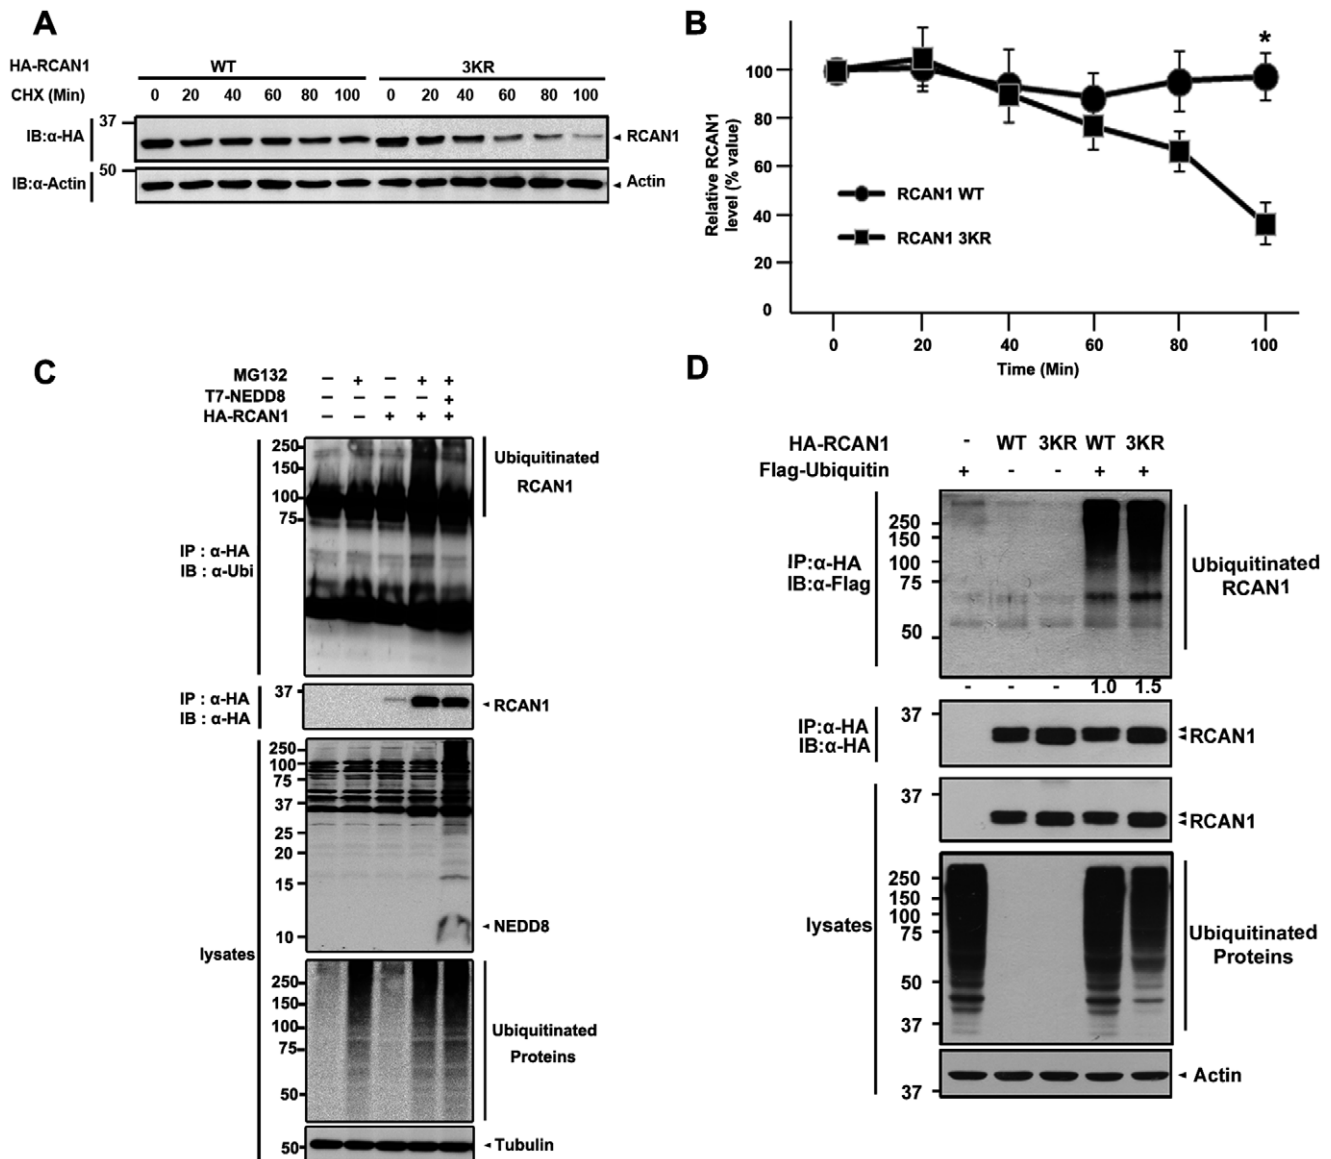 A
HA-RCAN1 WT 3KR
CHX (Min) 0 20 40 60 80 100 0 20 40 60 80 100
37
IB:α-HA RCAN1
50
IB:α-Actin Actin
B
Relative RCAN1
level (% value)
100
80
60
40
20
0
RCAN1 WT
RCAN1 3KR
*
0 20 40 60 80 100
Time (Min)
C
MG132 – + – + +
T7-NEDD8 – – – – +
HA-RCAN1 – – + + +
250
150
100
75
Ubiquitinated
RCAN1
IP : α-HA
IB : α-Ubi
37
IP : α-HA
IB : α-HA
RCAN1
250
100
75
37
25
20
15
10
NEDD8
lysates
250
150
100
75
50
Ubiquitinated
Proteins
50 Tubulin
D
HA-RCAN1 - WT 3KR WT 3KR
Flag-Ubiquitin + - - + +
250
150
100
75
50
IP:α-HA
IB:α-Flag
Ubiquitinated
RCAN1
- - - 1.0 1.5
37
IP:α-HA
IB:α-HA
RCAN1
37
RCAN1
lysates
250
150
100
75
50
37
Ubiquitinated
Proteins
Actin
37